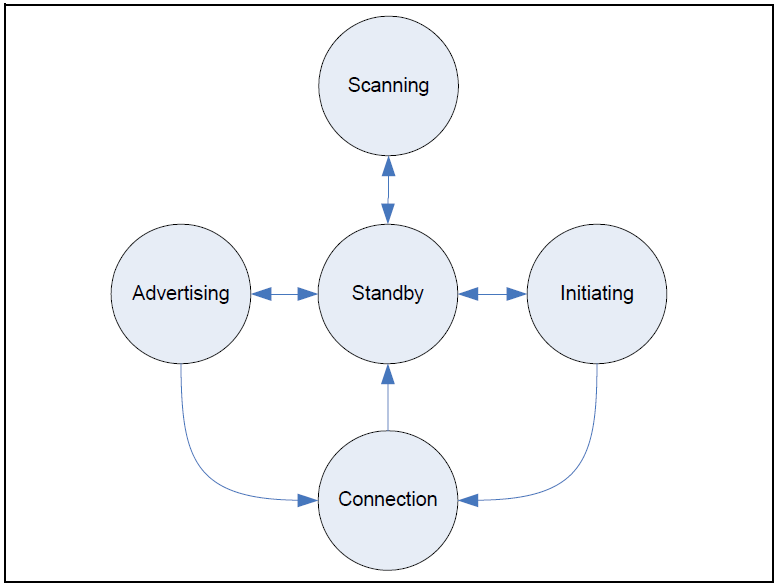 Scanning
Advertising
Standby
Initiating
Connection